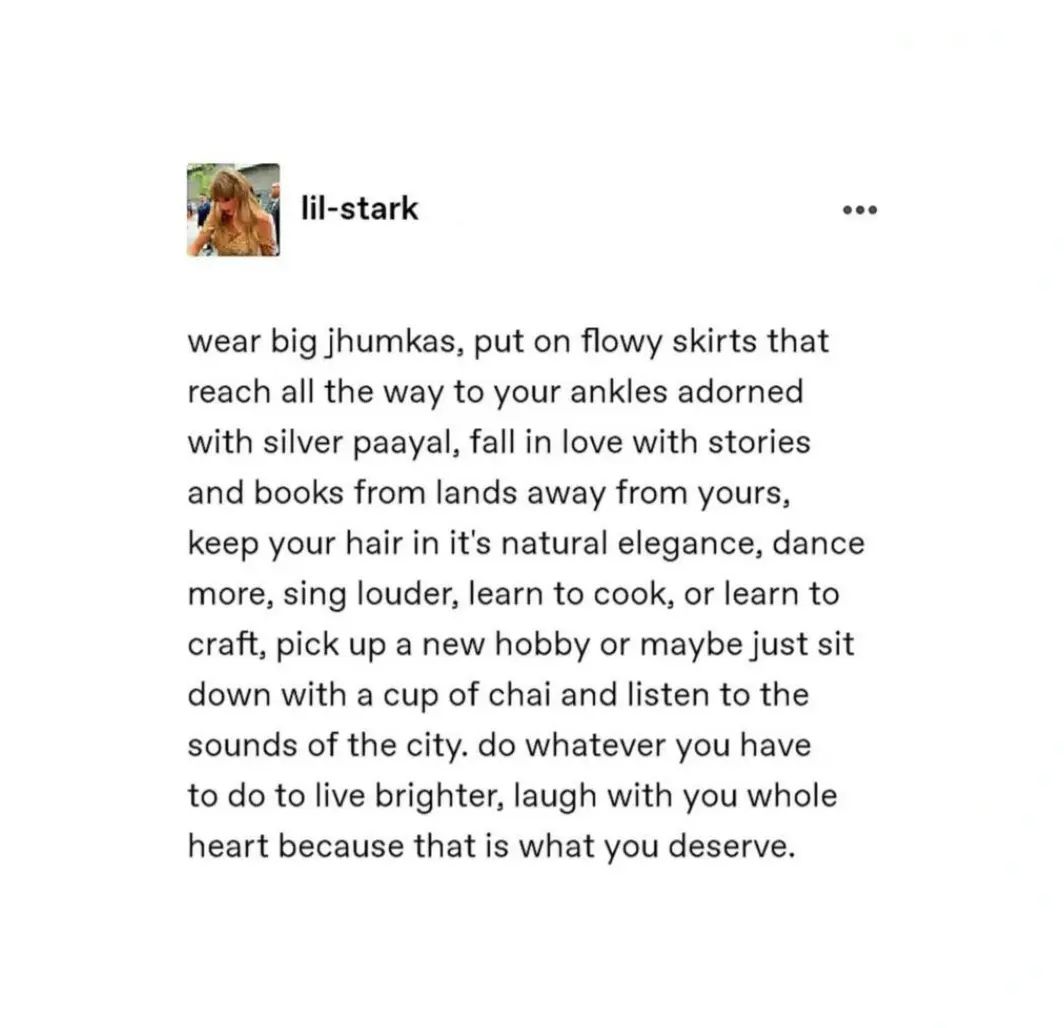 lil-stark
wear big jhumkas, put on flowy skirts that
reach all the way to your ankles adorned
with silver paayal, fall in love with stories
and books from lands away from yours,
keep your hair in it's natural elegance, dance
more, sing louder, learn to cook, or learn to
craft, pick up a new hobby or maybe just sit
down with a cup of chai and listen to the
sounds of the city. do whatever you have
to do to live brighter, laugh with you whole
heart because that is what you deserve.